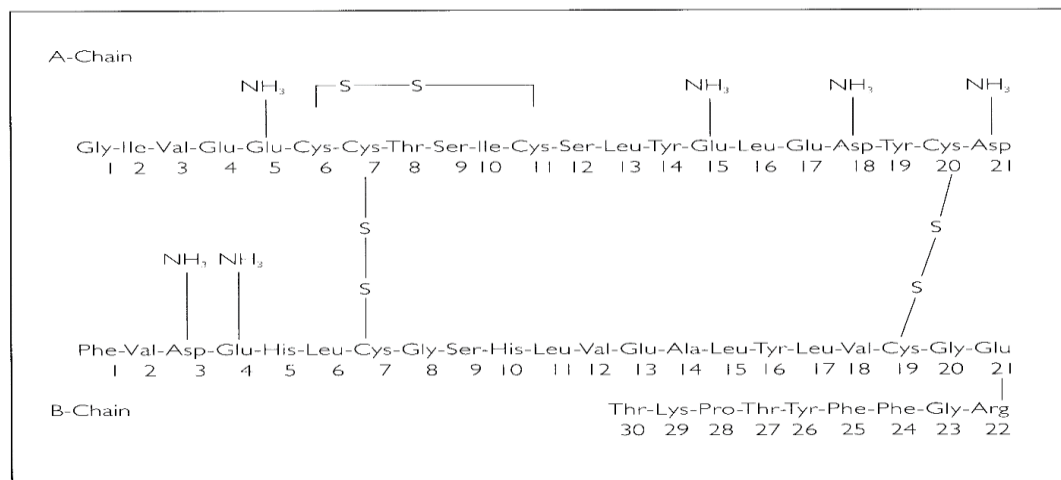 A-Chain
NH₃ S S NH₃ NH₃ NH₃
Gly-Ile-Val-Glu-Glu-Cys-Cys-Thr-Ser-Ile-Cys-Ser-Leu-Tyr-Glu-Leu-Glu-Asp-Tyr-Cys-Asp
1 2 3 4 5 6 7 8 9 10 11 12 13 14 15 16 17 18 19 20 21
S S
NH₃ NH₃
S S
Phe-Val-Asp-Glu-His-Leu-Cys-Gly-Ser-His-Leu-Val-Glu-Ala-Leu-Tyr-Leu-Val-Cys-Gly-Glu
1 2 3 4 5 6 7 8 9 10 11 12 13 14 15 16 17 18 19 20 21
B-Chain Thr-Lys-Pro-Thr-Tyr-Phe-Phe-Gly-Arg
30 29 28 27 26 25 24 23 22